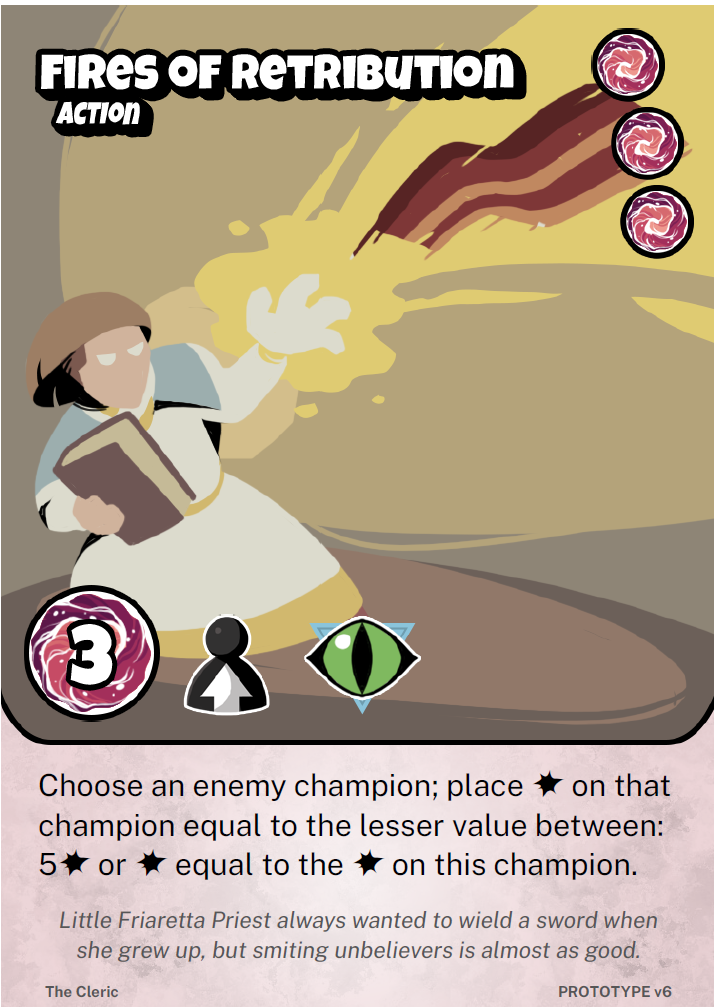 Fires of Retribution
Action
3
Choose an enemy champion; place ✸ on that
champion equal to the lesser value between:
5✸ or ✸ equal to the ✸ on this champion.
Little Friaretta Priest always wanted to wield a sword when
she grew up, but smiting unbelievers is almost as good.
The Cleric
PROTOTYPE v6